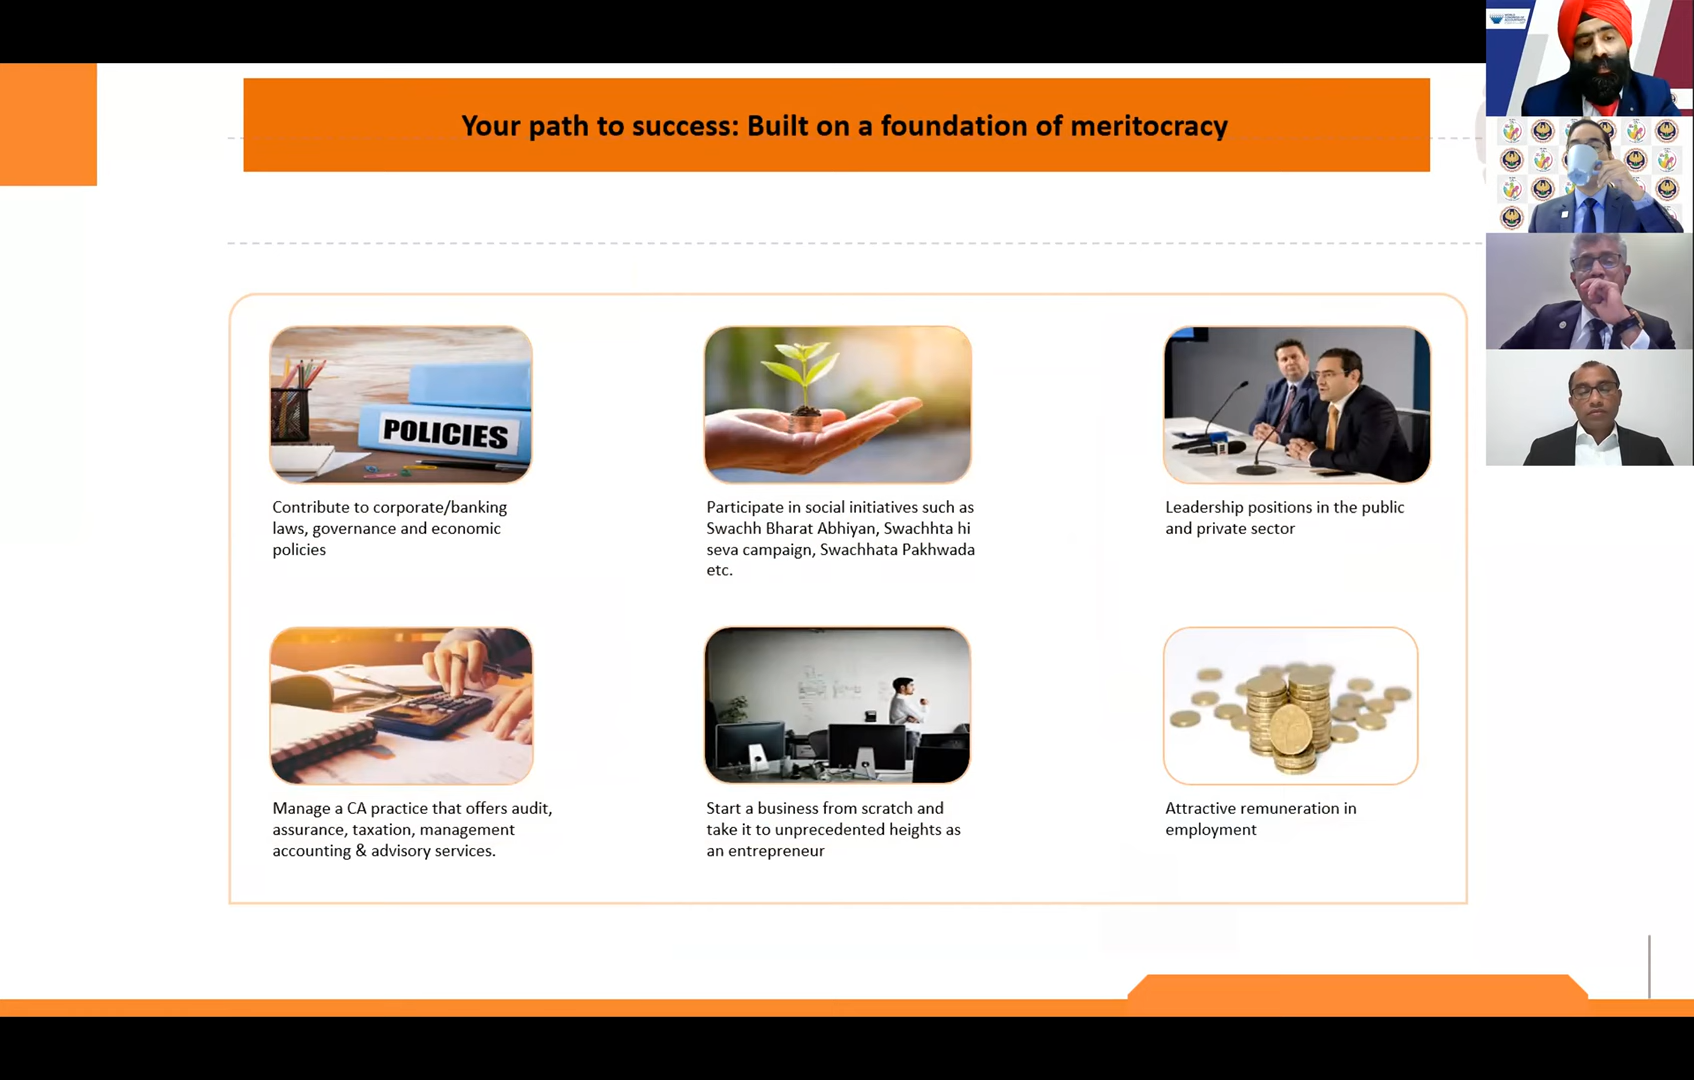 Your path to success: Built on a foundation of meritocracy
POLICIES
Contribute to corporate/banking
laws, governance and economic
policies
Participate in social initiatives such as
Swachh Bharat Abhiyan, Swachhta hi
seva campaign, Swachhata Pakhwada
etc.
Leadership positions in the public
and private sector
Manage a CA practice that offers audit,
assurance, taxation, management
accounting & advisory services.
Start a business from scratch and
take it to unprecedented heights as
an entrepreneur
Attractive remuneration in
employment